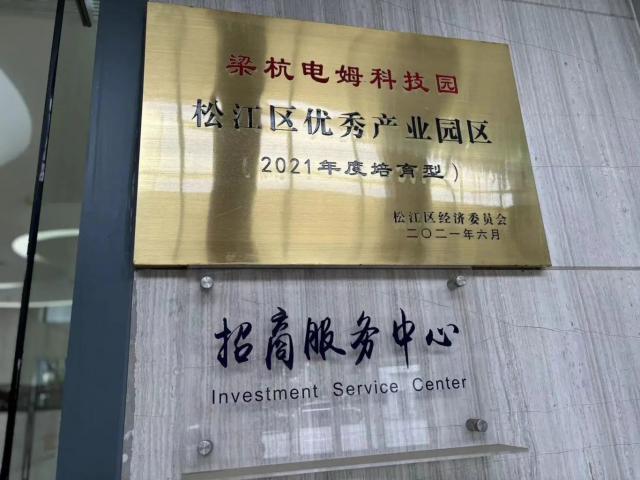 梁杭电姆科技园
松江区优秀产业园区
(2021年度培育型)
松江区经济委员会
二〇二一年六月
招商服务中心
Investment Service Center